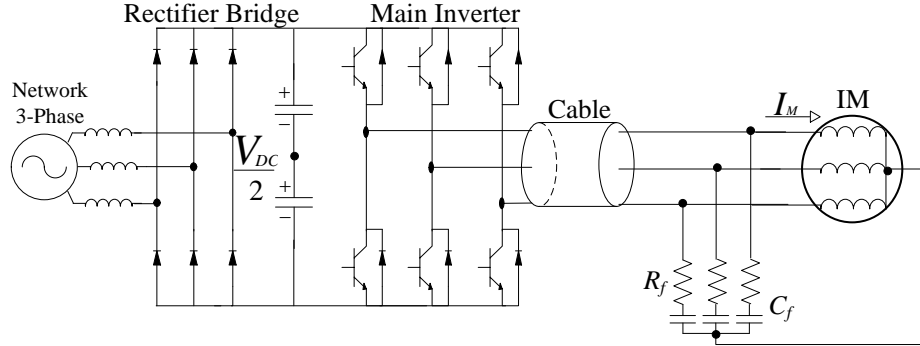 Rectifier Bridge
Main Inverter
Network
3-Phase
+
−
V_DC
2
+
−
Cable
I_M
IM
R_f
C_f